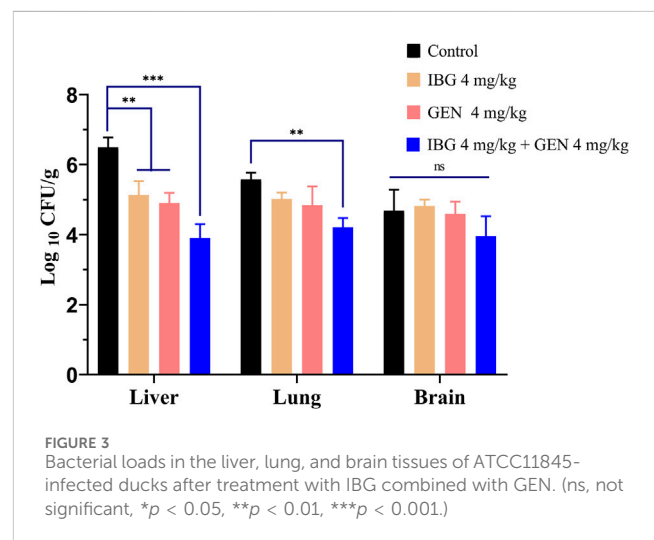 Control
IBG 4 mg/kg
GEN 4 mg/kg
IBG 4 mg/kg + GEN 4 mg/kg
***
**
**
ns
Log 10 CFU/g
8
6
4
2
0
Liver
Lung
Brain
FIGURE 3
Bacterial loads in the liver, lung, and brain tissues of ATCC11845-
infected ducks after treatment with IBG combined with GEN. (ns, not
significant, *p < 0.05, **p < 0.01, ***p < 0.001.)